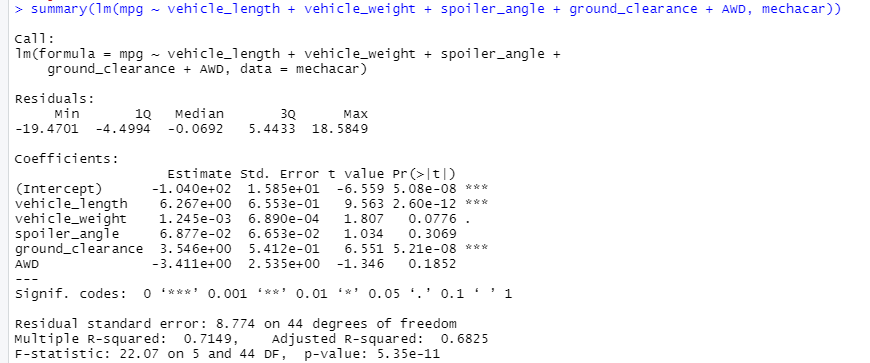 > summary(lm(mpg ~ vehicle_length + vehicle_weight + spoiler_angle + ground_clearance + AWD, mechacar))
Call:
lm(formula = mpg ~ vehicle_length + vehicle_weight + spoiler_angle +
    ground_clearance + AWD, data = mechacar)
Residuals:
     Min       1Q   Median       3Q      Max
-19.4701  -4.4994  -0.0692   5.4433  18.5849
Coefficients:
                   Estimate Std. Error t value Pr(>|t|)
(Intercept)      -1.040e+02  1.585e+01  -6.559 5.08e-08 ***
vehicle_length    6.267e+00  6.553e-01   9.563 2.60e-12 ***
vehicle_weight    1.245e-03  6.890e-04   1.807   0.0776 .
spoiler_angle     6.877e-02  6.653e-02   1.034   0.3069
ground_clearance  3.546e+00  5.412e-01   6.551 5.21e-08 ***
AWD              -3.411e+00  2.535e+00  -1.346   0.1852
---
Signif. codes:  0 ‘***’ 0.001 ‘**’ 0.01 ‘*’ 0.05 ‘.’ 0.1 ‘ ’ 1
Residual standard error: 8.774 on 44 degrees of freedom
Multiple R-squared:  0.7149,	Adjusted R-squared:  0.6825
F-statistic: 22.07 on 5 and 44 DF,  p-value: 5.35e-11